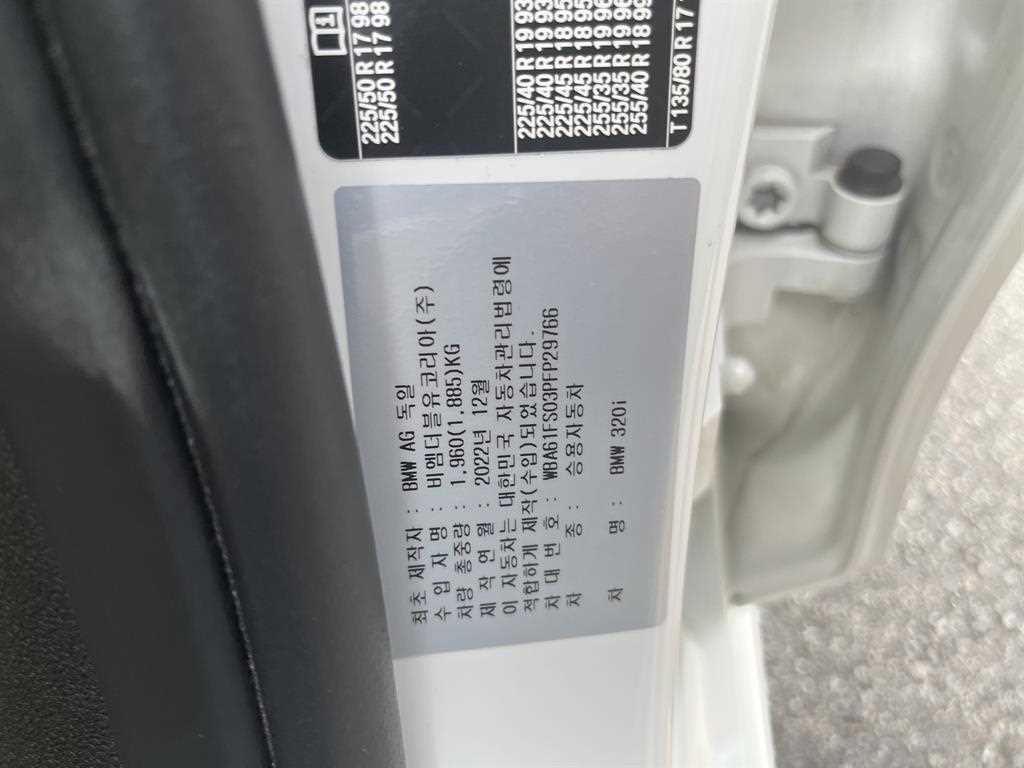 최초 제작자 : BMW AG 독일
수 입 자 명 : 비엠더블유코리아(주)
차량 총중량 : 1,960(1,885)KG
제 작 연 월 : 2022년 12월
이 자동차는 대한민국 자동차관리법령에
적합하게 제작(수입)되었습니다.
차 대 번 호 : WBA61FS03PFP29766
차 종 : 승용자동차
차 명 : BMW 320i
225/50 R 17 98
225/50 R 17 98
225/40 R 19 93
225/40 R 19 93
225/45 R 18 95
225/45 R 18 95
255/35 R 19 96
255/35 R 19 96
255/40 R 18 99
T 135/80 R 17